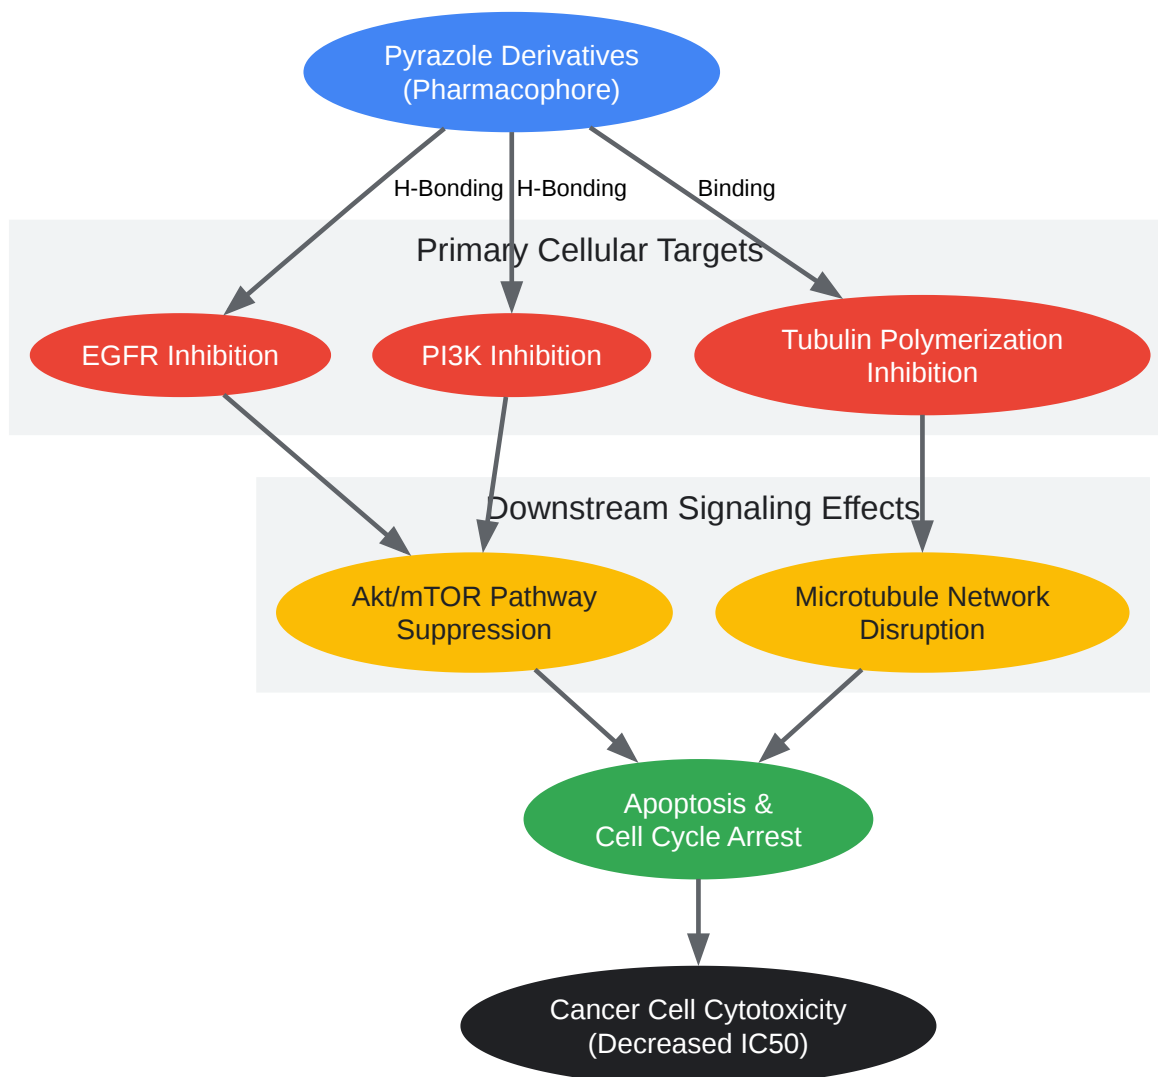 Pyrazole Derivatives
(Pharmacophore)
H-Bonding
H-Bonding
Binding
Primary Cellular Targets
EGFR Inhibition
PI3K Inhibition
Tubulin Polymerization
Inhibition
Downstream Signaling Effects
Akt/mTOR Pathway
Suppression
Microtubule Network
Disruption
Apoptosis &
Cell Cycle Arrest
Cancer Cell Cytotoxicity
(Decreased IC50)